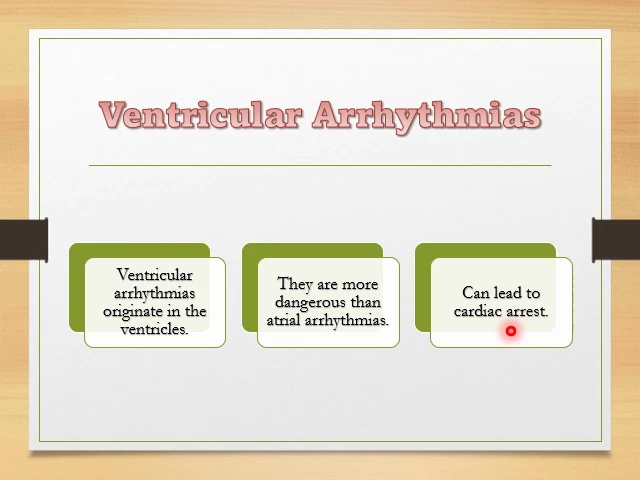 Ventricular Arrhythmias
Ventricular
arrhythmias
originate in the
ventricles.
They are more
dangerous than
atrial arrhythmias.
Can lead to
cardiac arrest.